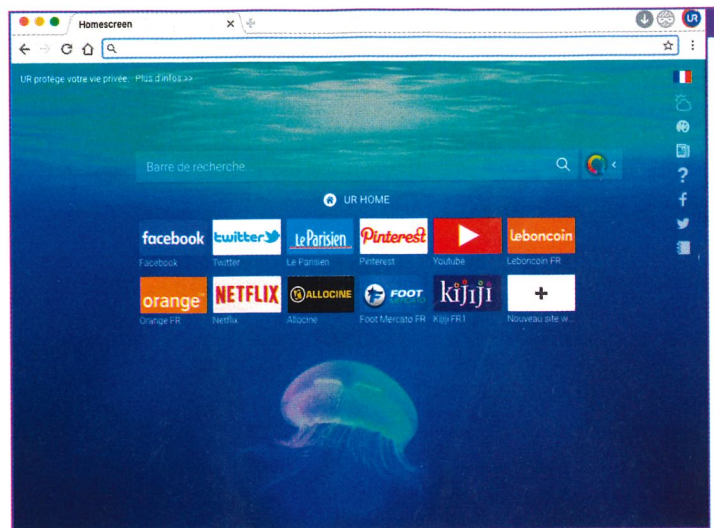 Homescreen
UR
UR protège votre vie privée. Plus d'infos >>
Barre de recherche...
UR HOME
facebook twitter Le Parisien Pinterest leboncoin
Facebook Twitter Le Parisien Pinterest Youtube Leboncoin FR
orange NETFLIX ALLOCINE FOOT kijiji
Orange FR Netflix Allocine Foot Mercato FR Kijiji FR1 Nouveau site w...